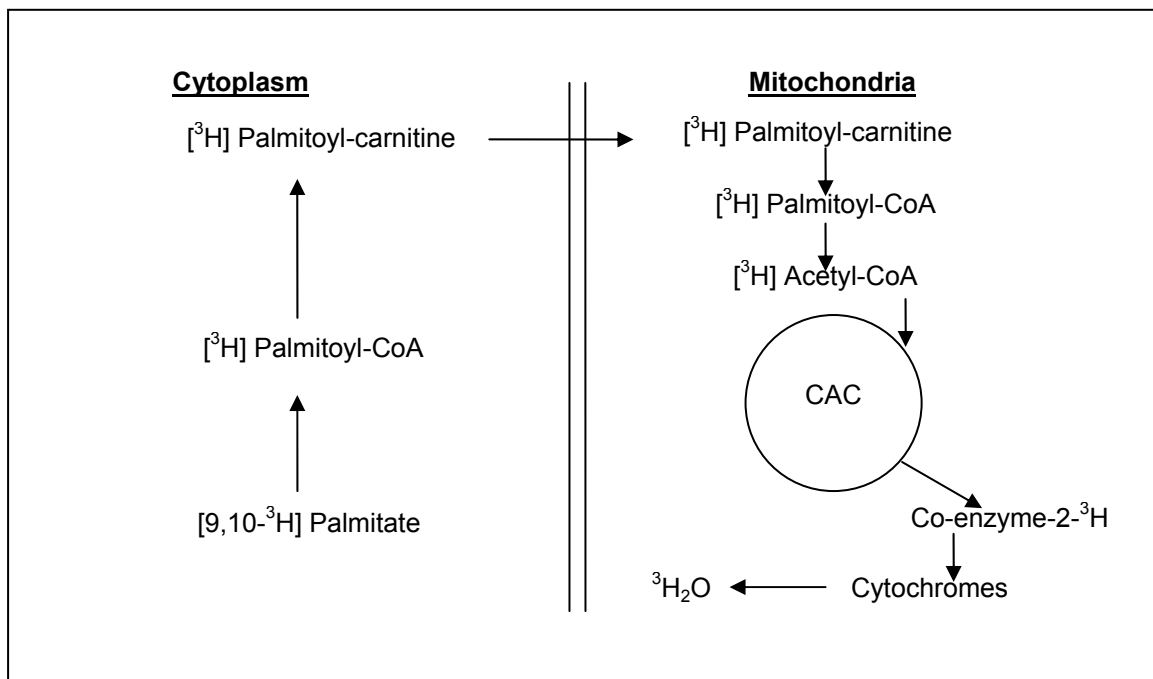 Cytoplasm
[³H] Palmitoyl-carnitine
[³H] Palmitoyl-CoA
[9,10-³H] Palmitate
Mitochondria
[³H] Palmitoyl-carnitine
[³H] Palmitoyl-CoA
[³H] Acetyl-CoA
CAC
Co-enzyme-2-³H
Cytochromes
³H₂O